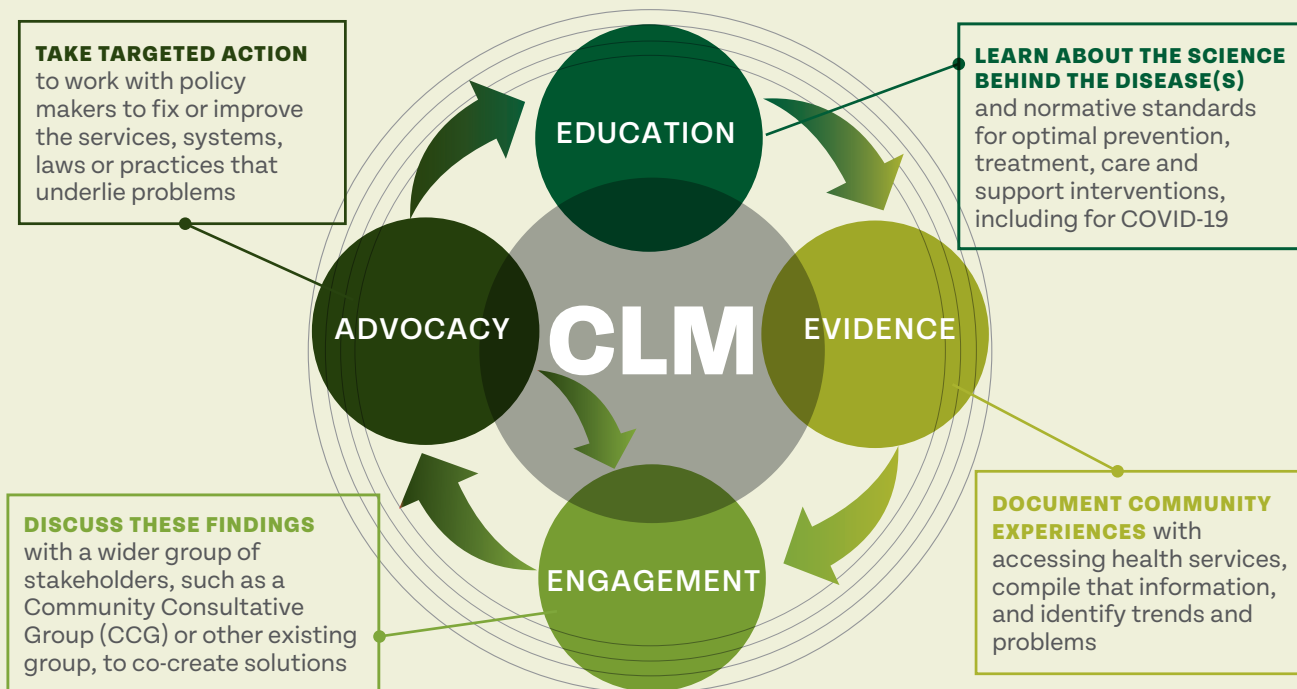 TAKE TARGETED ACTION
to work with policy
makers to fix or improve
the services, systems,
laws or practices that
underlie problems
EDUCATION
LEARN ABOUT THE SCIENCE
BEHIND THE DISEASE(S)
and normative standards
for optimal prevention,
treatment, care and
support interventions,
including for COVID-19
ADVOCACY
CLM
EVIDENCE
DISCUSS THESE FINDINGS
with a wider group of
stakeholders, such as a
Community Consultative
Group (CCG) or other existing
group, to co-create solutions
ENGAGEMENT
DOCUMENT COMMUNITY
EXPERIENCES with
accessing health services,
compile that information,
and identify trends and
problems